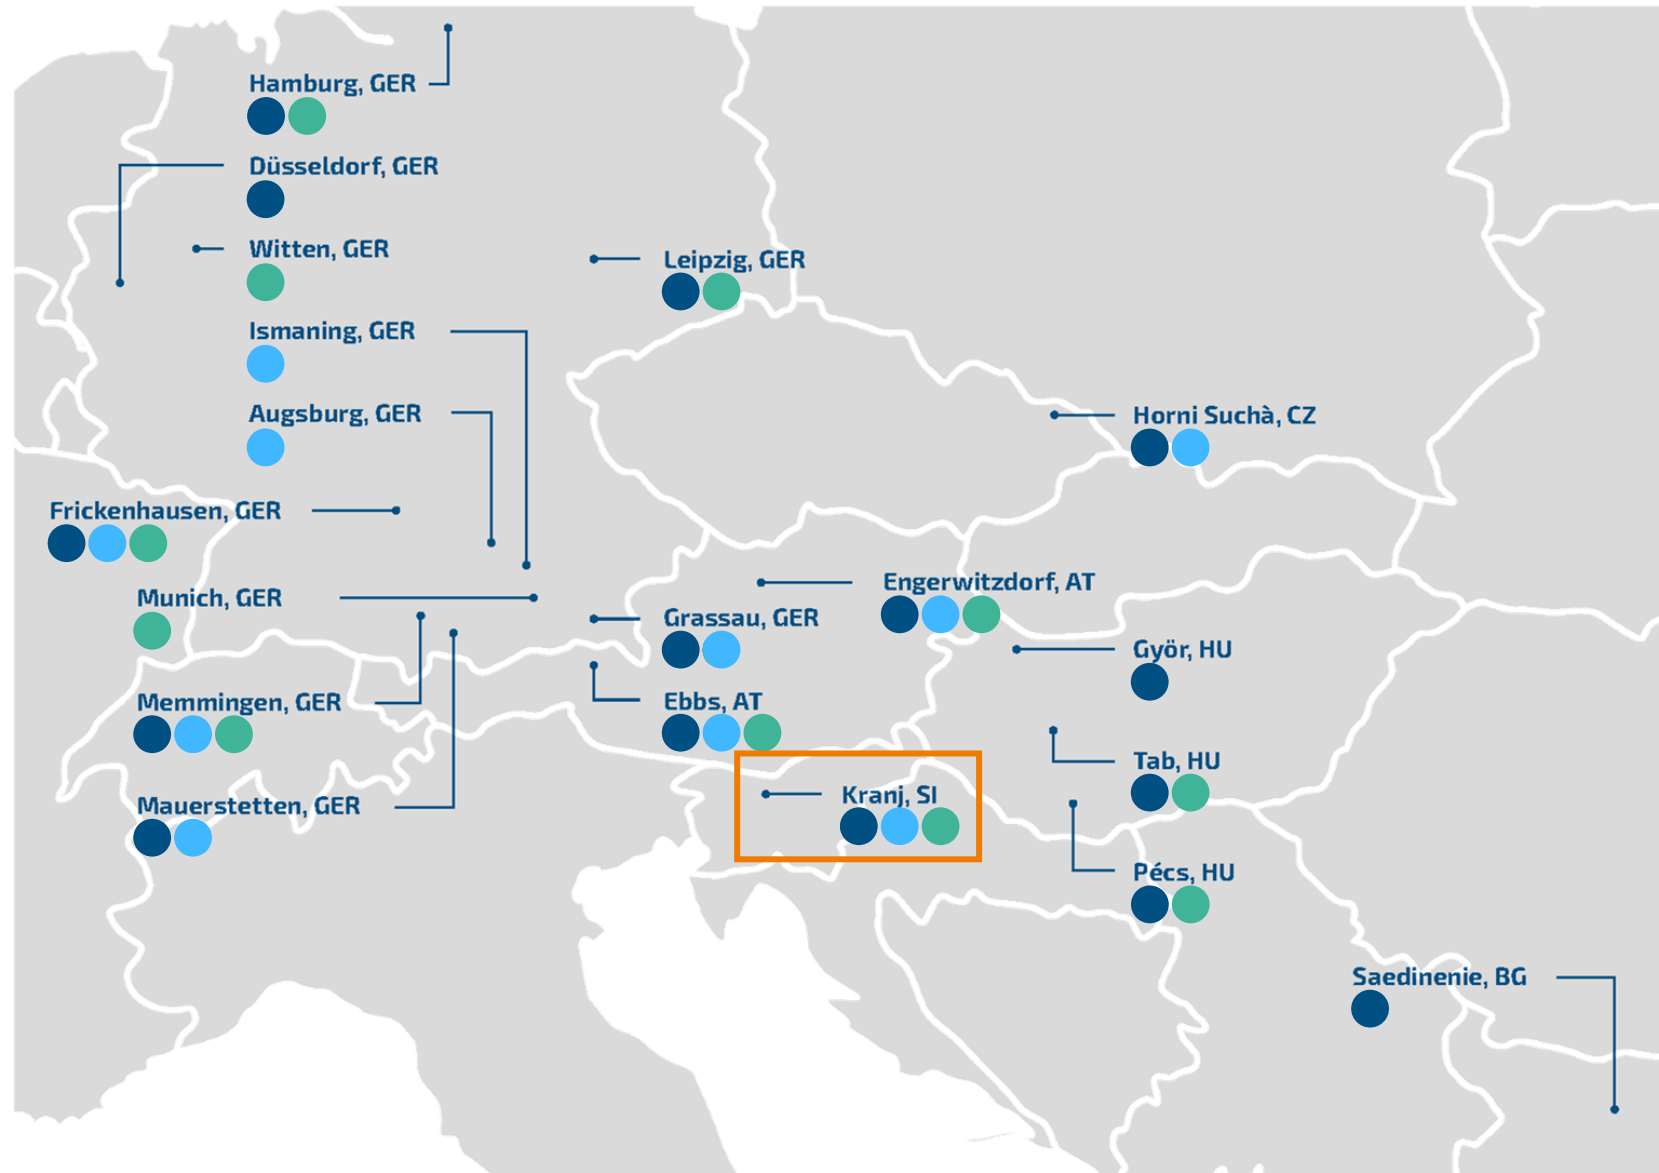 Hamburg, GER
Düsseldorf, GER
Witten, GER
Leipzig, GER
Ismaning, GER
Augsburg, GER
Horni Suchà, CZ
Frickenhausen, GER
Engerwitzdorf, AT
Munich, GER
Grassau, GER
Györ, HU
Memmingen, GER
Ebbs, AT
Tab, HU
Kranj, SI
Mauerstetten, GER
Pécs, HU
Saedinenie, BG